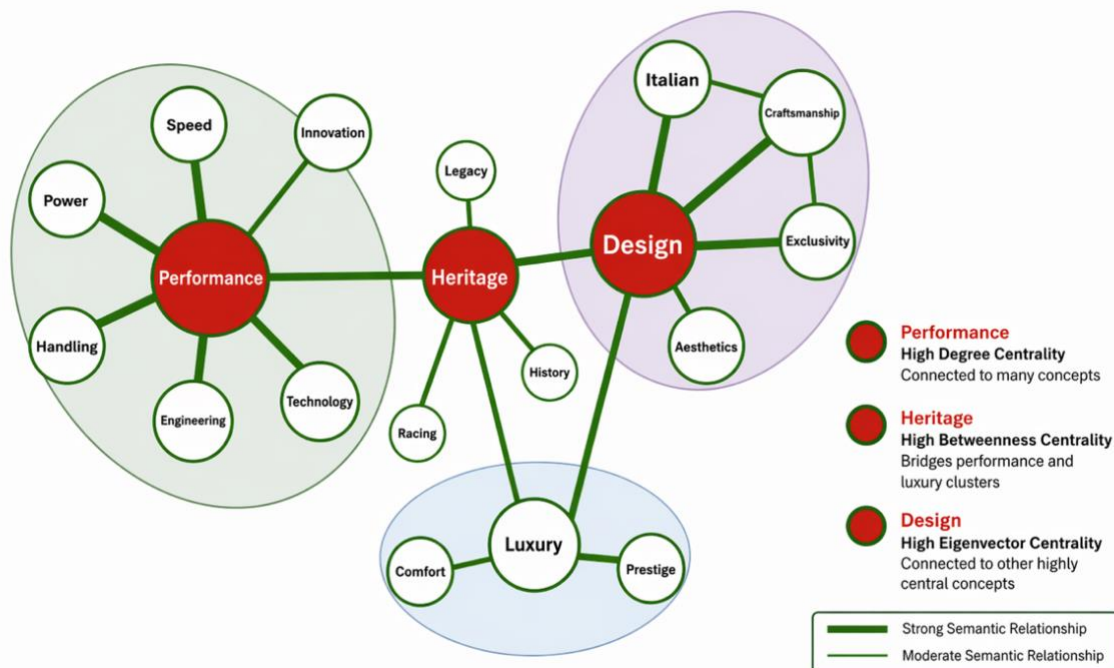 Italian
Craftsmanship
Speed
Innovation
Legacy
Power
Design
Exclusivity
Performance
Heritage
Handling
Aesthetics
History
Technology
Engineering
Racing
Luxury
Comfort
Prestige
Performance
High Degree Centrality
Connected to many concepts
Heritage
High Betweenness Centrality
Bridges performance and
luxury clusters
Design
High Eigenvector Centrality
Connected to other highly
central concepts
Strong Semantic Relationship
Moderate Semantic Relationship